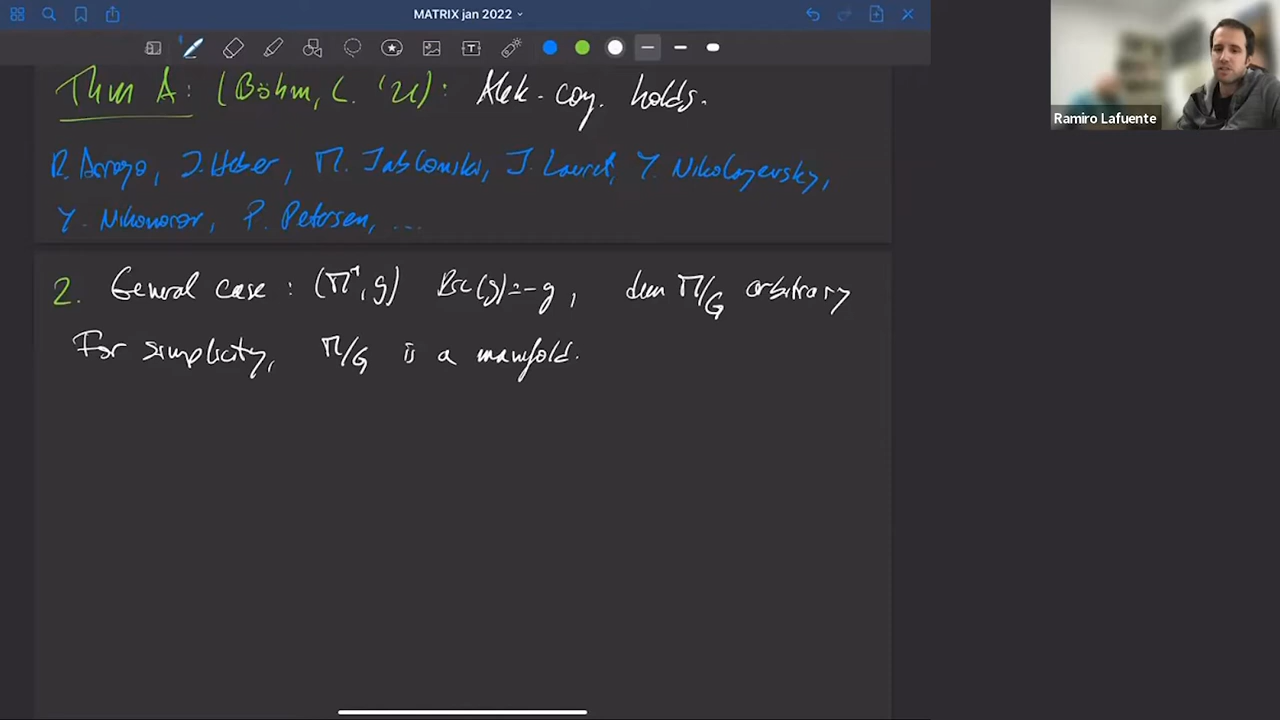 MATRIX jan 2022
Thm A: (Böhm, L. '21): Alek. conj. holds.
R. Arroyo, J. Heber, M. Jablonski, J. Lauret, Y. Nikolayevsky,
Y. Nikonorov, P. Petersen, ...
2. General case: (Mⁿ, g) Ric(g) = -g, dim M/G arbitrary
For simplicity, M/G is a manifold.
Ramiro Lafuente